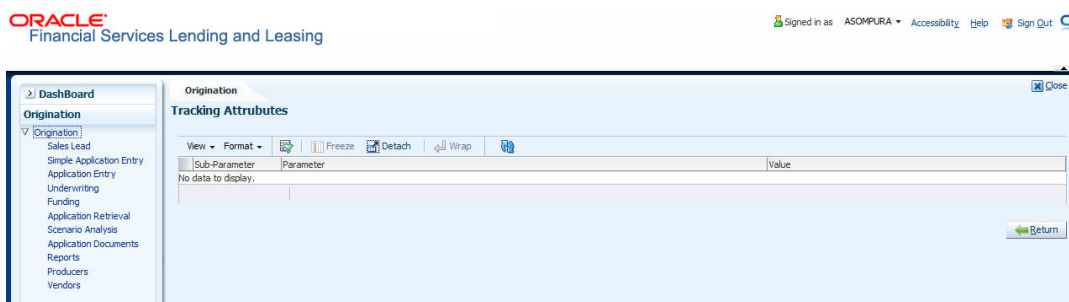 ORACLE
Financial Services Lending and Leasing
Signed in as ASOMPURA Accessibility Help Sign Out
DashBoard
Origination
Origination
Sales Lead
Simple Application Entry
Application Entry
Underwriting
Funding
Application Retrieval
Scenario Analysis
Application Documents
Reports
Producers
Vendors
Origination
Close
Tracking Attrubutes
View Format Freeze Detach Wrap
Sub-Parameter Parameter Value
No data to display.
Return